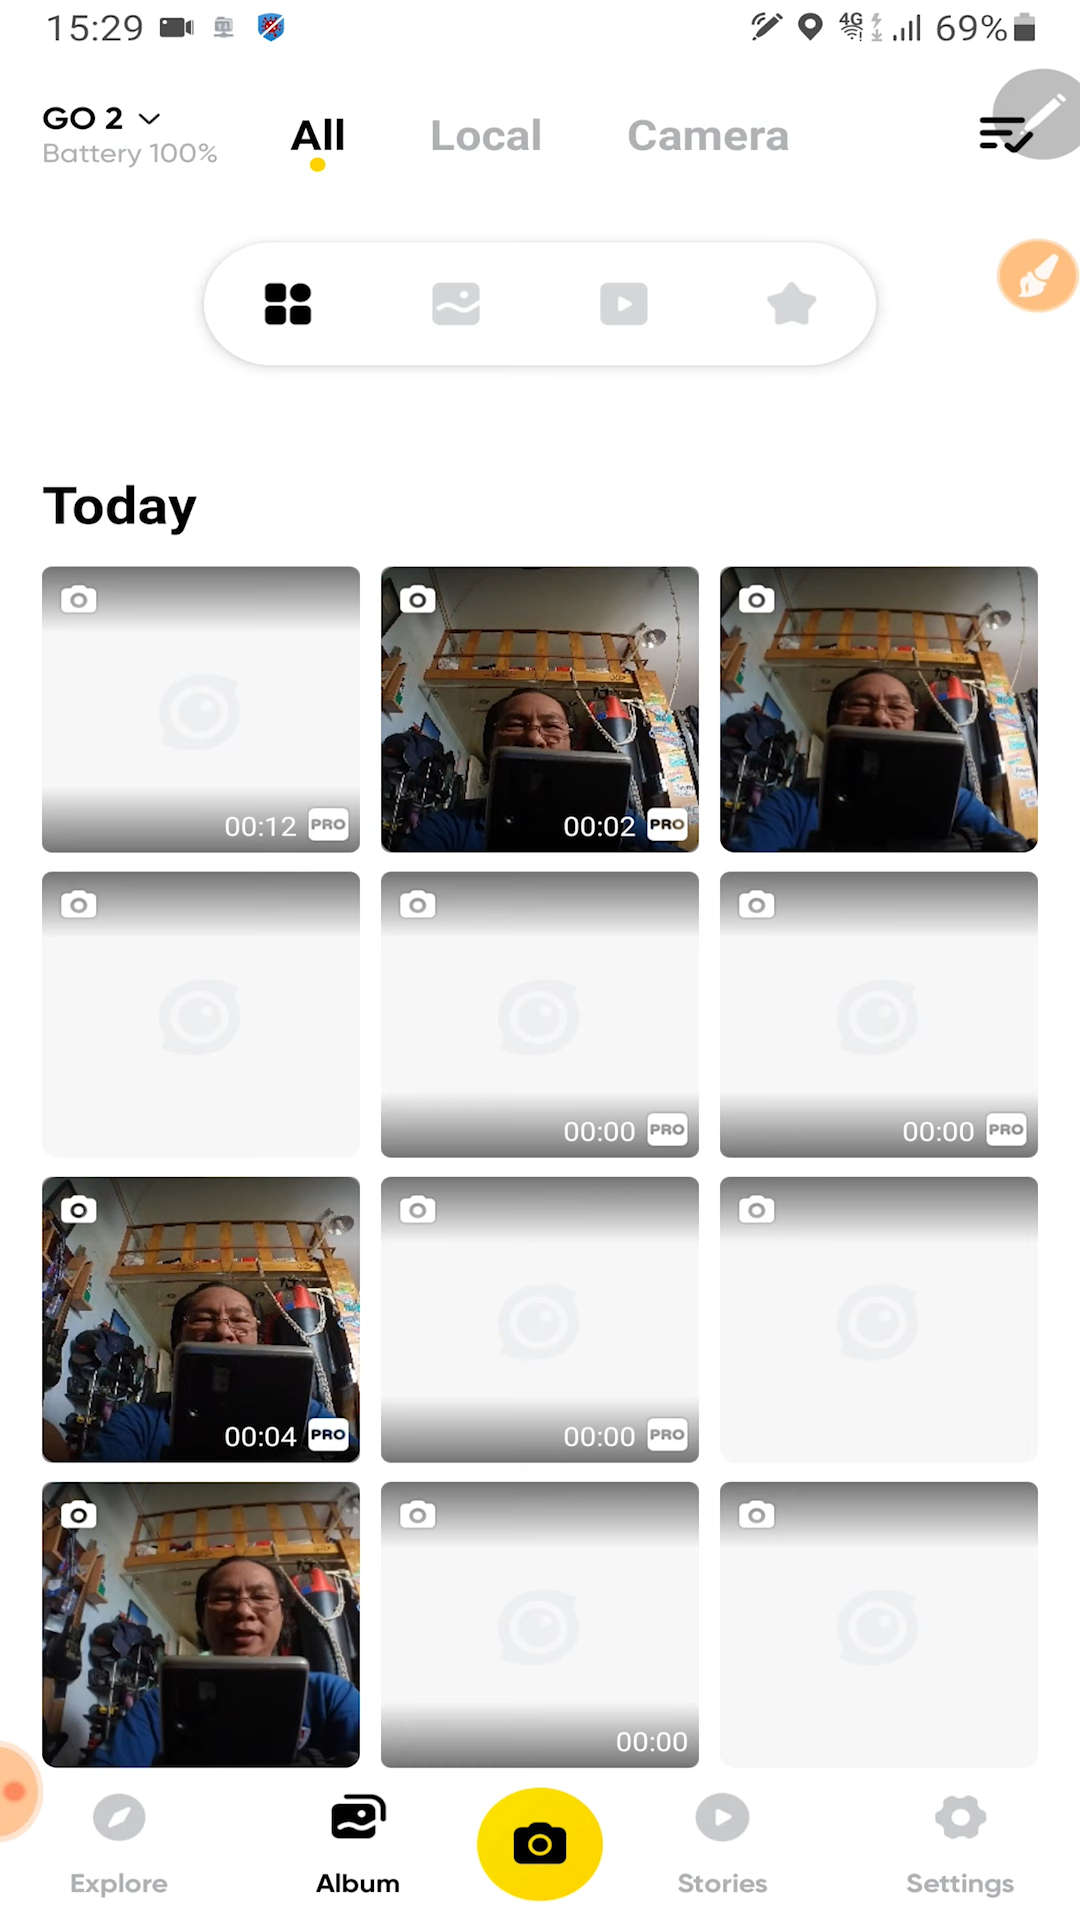 15:29
4G
69%
GO 2
Battery 100%
All
Local
Camera
Today
00:12 PRO
00:02 PRO
00:00 PRO
00:00 PRO
00:04 PRO
00:00 PRO
00:00
Explore
Album
Stories
Settings